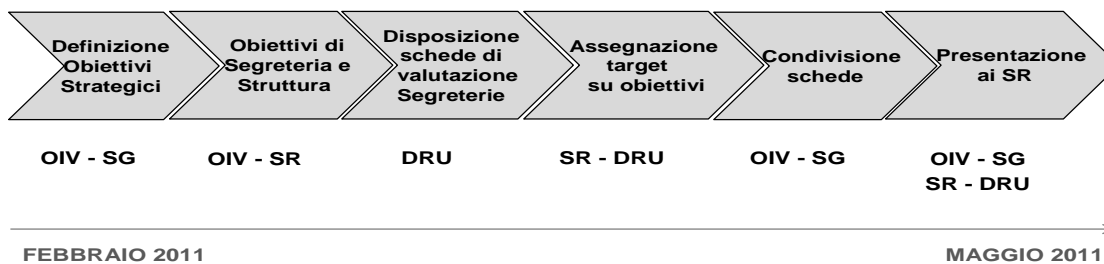 Definizione
Obiettivi
Strategici
Obiettivi di
Segreteria e
Struttura
Disposizione
schede di
valutazione
Segreterie
Assegnazione
target
su obiettivi
Condivisione
schede
Presentazione
ai SR
OIV - SG
OIV - SR
DRU
SR - DRU
OIV - SG
OIV - SG
SR - DRU
FEBBRAIO 2011
MAGGIO 2011